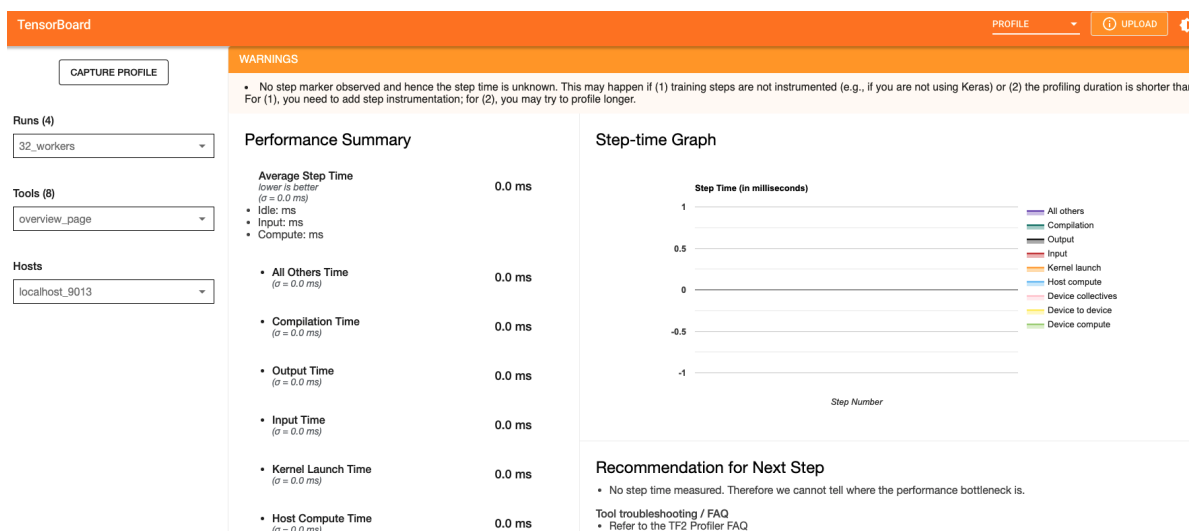 TensorBoard
PROFILE
UPLOAD
CAPTURE PROFILE
Runs (4)
32_workers
Tools (8)
overview_page
Hosts
localhost_9013
WARNINGS
• No step marker observed and hence the step time is unknown. This may happen if (1) training steps are not instrumented (e.g., if you are not using Keras) or (2) the profiling duration is shorter than
For (1), you need to add step instrumentation; for (2), you may try to profile longer.
Performance Summary
Average Step Time
lower is better
(σ = 0.0 ms)
0.0 ms
• Idle: ms
• Input: ms
• Compute: ms
• All Others Time
(σ = 0.0 ms)
0.0 ms
• Compilation Time
(σ = 0.0 ms)
0.0 ms
• Output Time
(σ = 0.0 ms)
0.0 ms
• Input Time
(σ = 0.0 ms)
0.0 ms
• Kernel Launch Time
(σ = 0.0 ms)
0.0 ms
• Host Compute Time
(σ = 0.0 ms)
0.0 ms
Step-time Graph
Step Time (in milliseconds)
1
0.5
0
-0.5
-1
Step Number
All others
Compilation
Output
Input
Kernel launch
Host compute
Device collectives
Device to device
Device compute
Recommendation for Next Step
• No step time measured. Therefore we cannot tell where the performance bottleneck is.
Tool troubleshooting / FAQ
• Refer to the TF2 Profiler FAQ